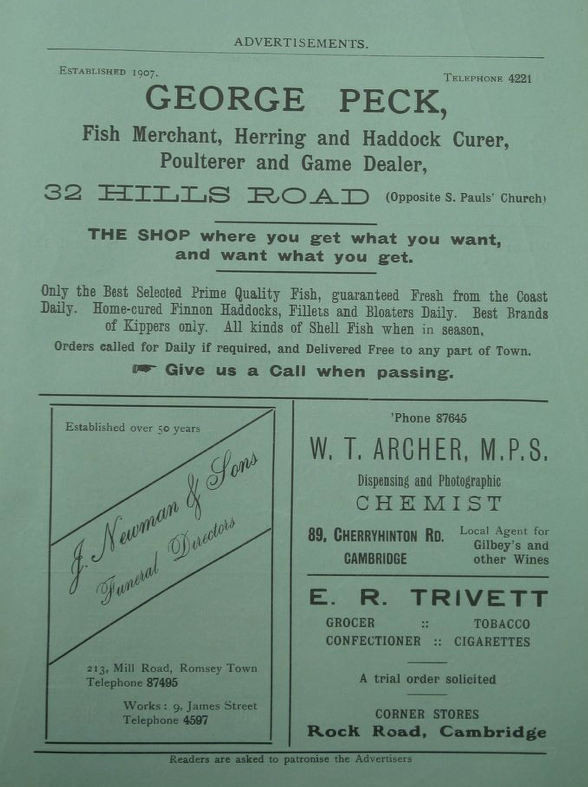 ADVERTISEMENTS.
ESTABLISHED 1907.
TELEPHONE 4221
GEORGE PECK,
Fish Merchant, Herring and Haddock Curer,
Poulterer and Game Dealer,
32 HILLS ROAD (Opposite S. Pauls' Church)
THE SHOP where you get what you want,
and want what you get.
Only the Best Selected Prime Quality Fish, guaranteed Fresh from the Coast
Daily. Home-cured Finnon Haddocks, Fillets and Bloaters Daily. Best Brands
of Kippers only. All kinds of Shell Fish when in season,
Orders called for Daily if required, and Delivered Free to any part of Town.
☛ Give us a Call when passing.
Established over 50 years
J. Newman & Sons
Funeral Directors
213, Mill Road, Romsey Town
Telephone 87495
Works: 9, James Street
Telephone 4597
'Phone 87645
W. T. ARCHER, M.P.S.
Dispensing and Photographic
CHEMIST
89, CHERRYHINTON RD.
CAMBRIDGE
Local Agent for
Gilbey's and
other Wines
E. R. TRIVETT
GROCER :: TOBACCO
CONFECTIONER :: CIGARETTES
A trial order solicited
CORNER STORES
Rock Road, Cambridge
Readers are asked to patronise the Advertisers